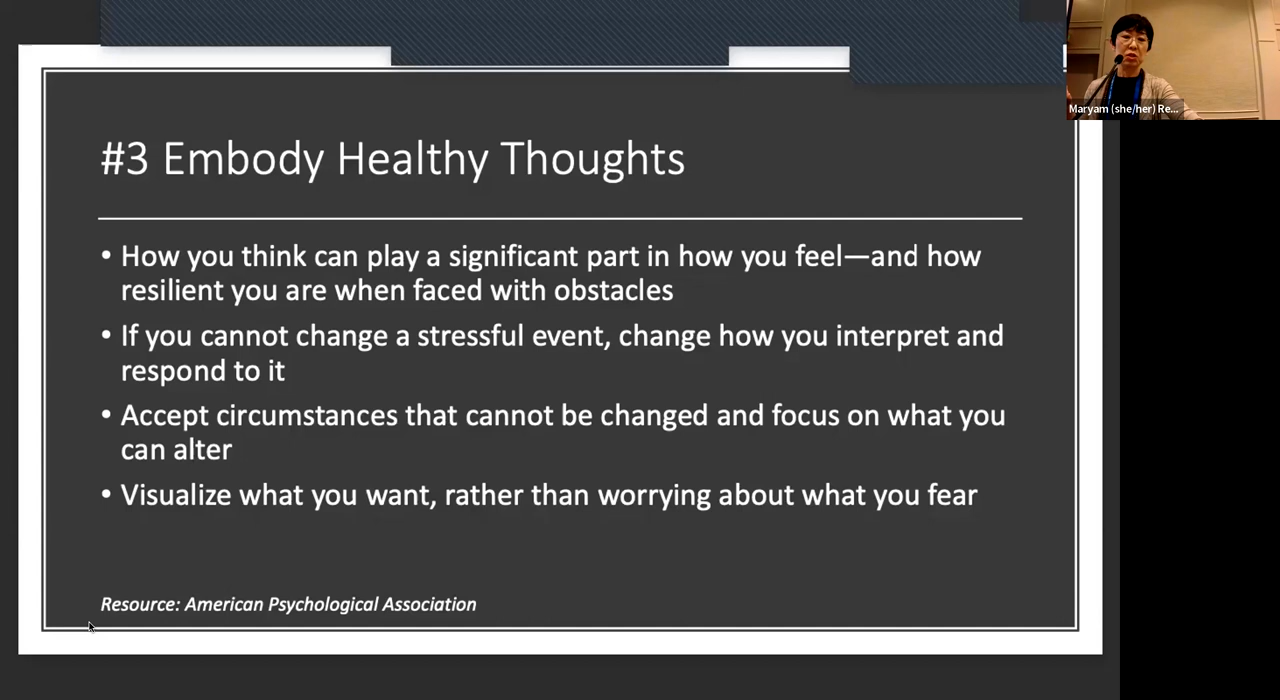 #3 Embody Healthy Thoughts
• How you think can play a significant part in how you feel—and how
resilient you are when faced with obstacles
• If you cannot change a stressful event, change how you interpret and
respond to it
• Accept circumstances that cannot be changed and focus on what you
can alter
• Visualize what you want, rather than worrying about what you fear
Resource: American Psychological Association
Maryam (she/her) Re...